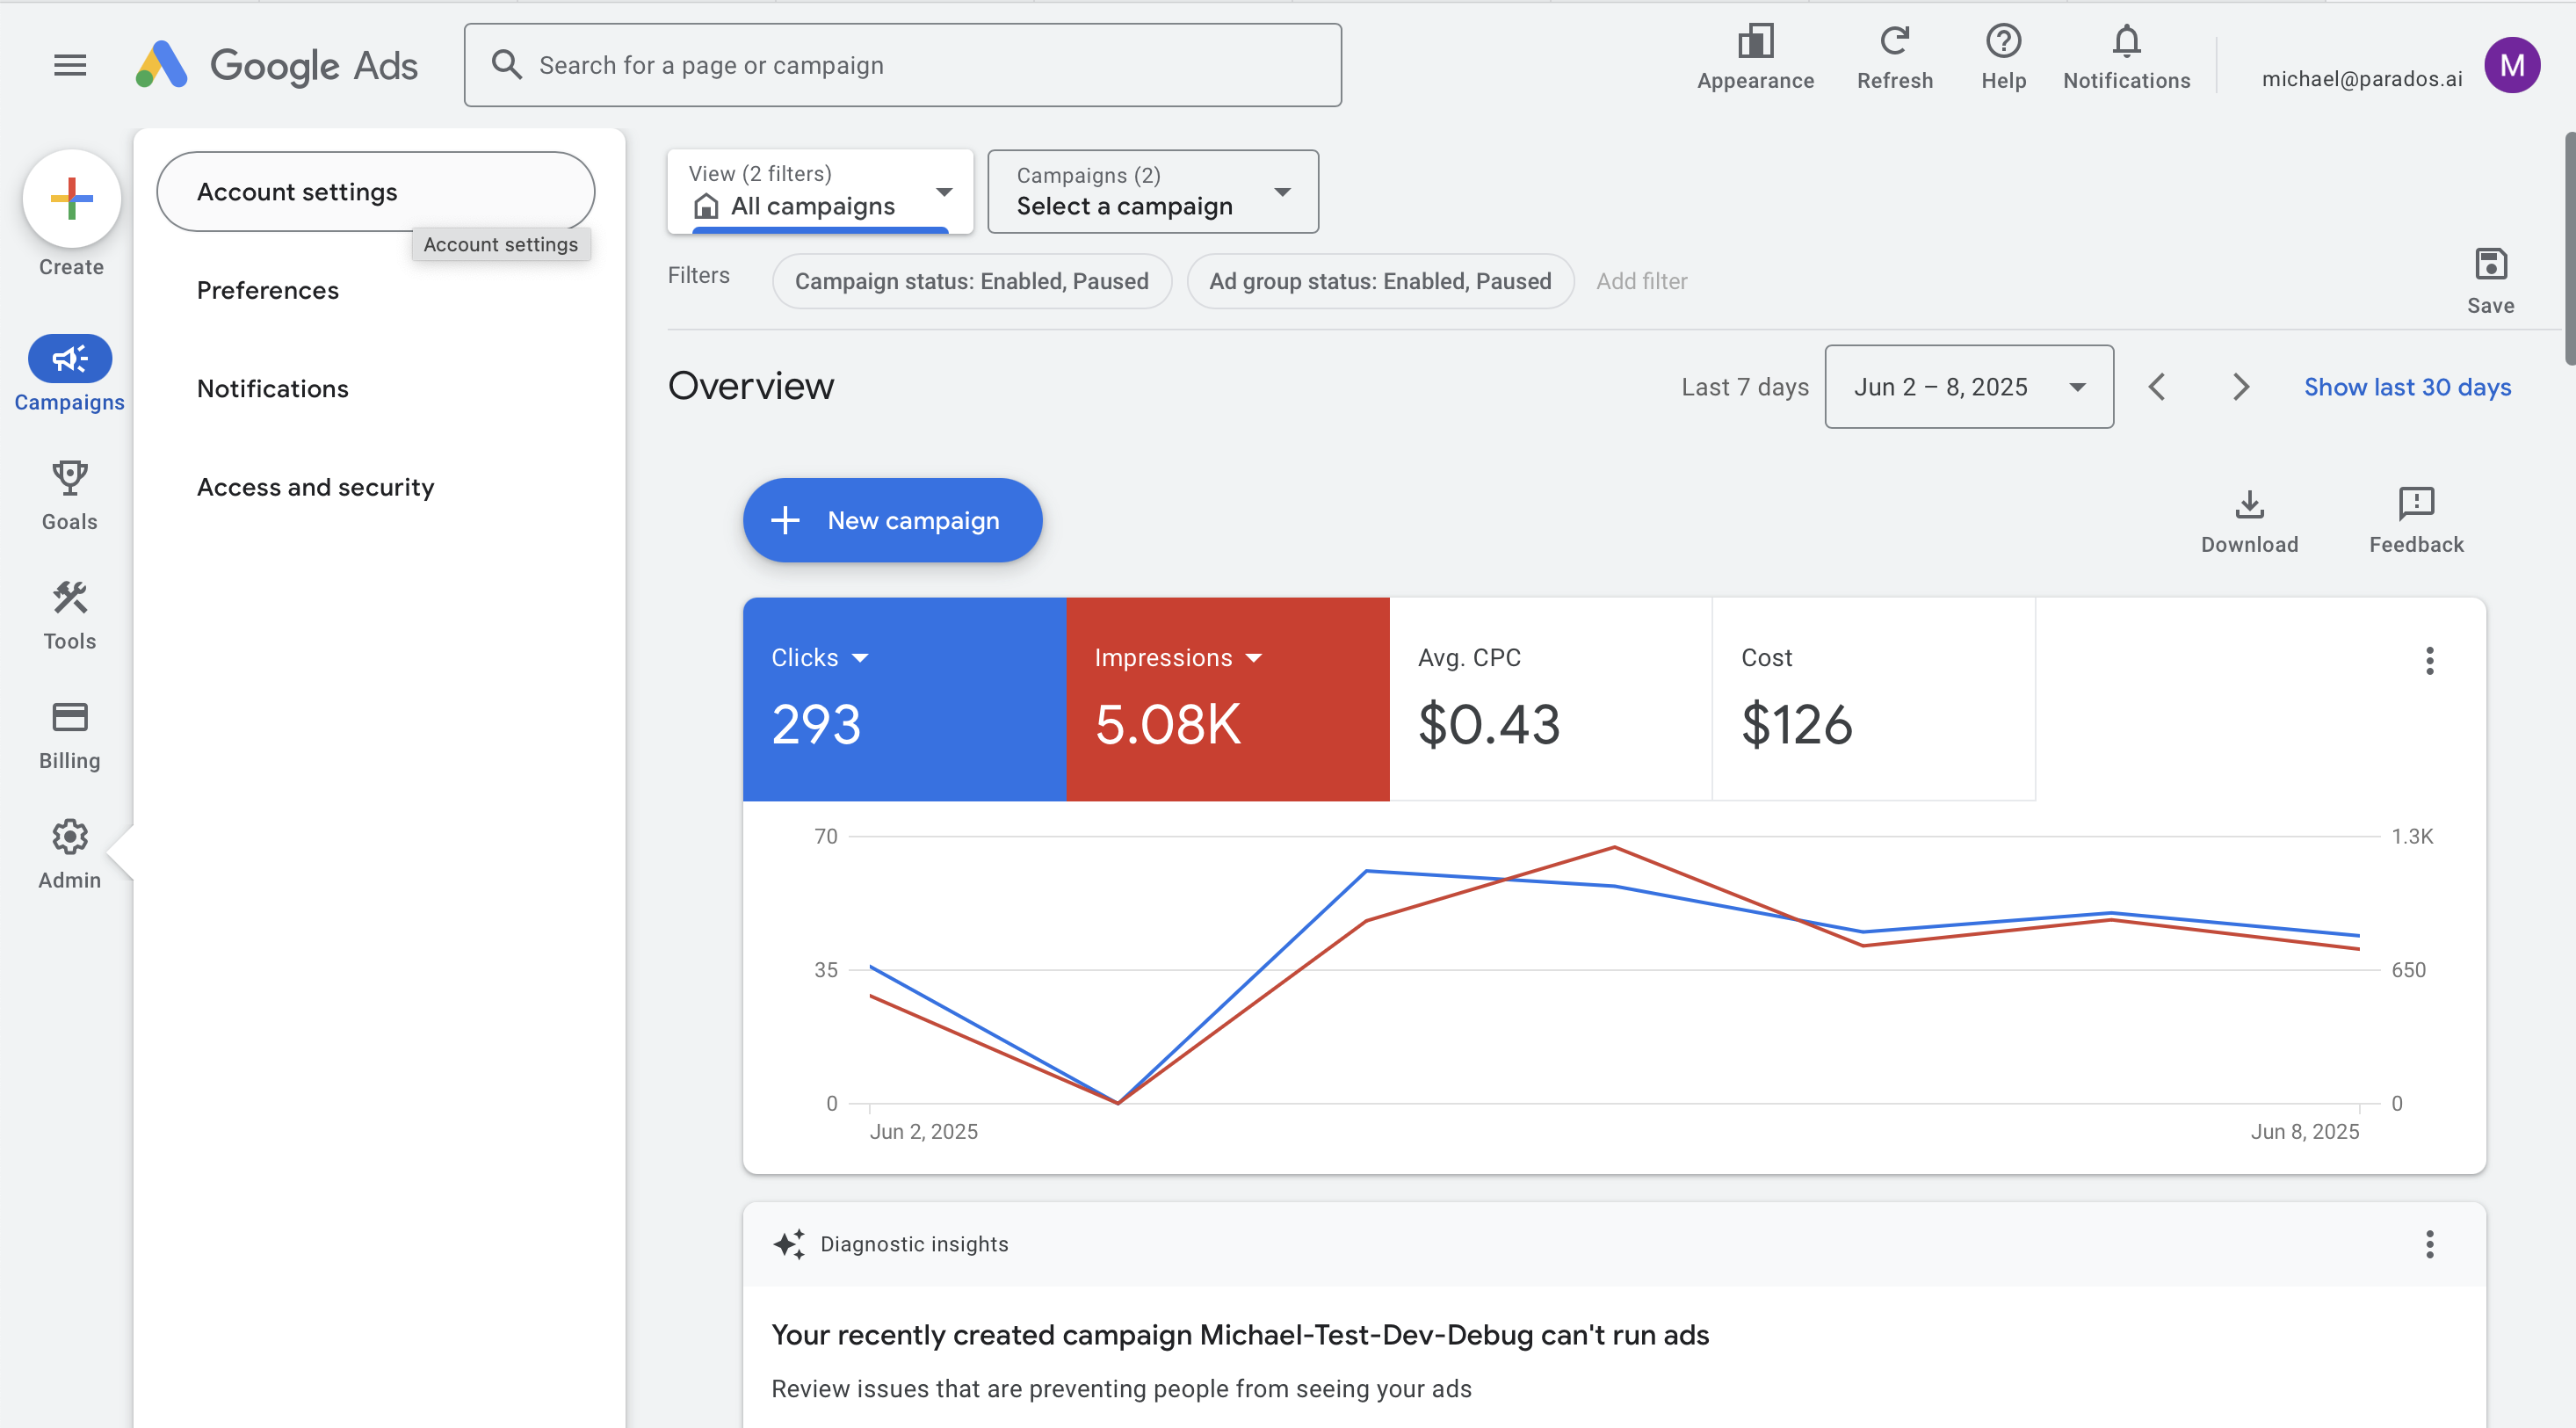 Google Ads
Search for a page or campaign
Appearance
Refresh
Help
Notifications
michael@parados.ai
M
Create
Campaigns
Goals
Tools
Billing
Admin
Account settings
Account settings
Preferences
Notifications
Access and security
View (2 filters)
All campaigns
Campaigns (2)
Select a campaign
Filters
Campaign status: Enabled, Paused
Ad group status: Enabled, Paused
Add filter
Save
Overview
Last 7 days
Jun 2 – 8, 2025
Show last 30 days
New campaign
Download
Feedback
Clicks
293
Impressions
5.08K
Avg. CPC
$0.43
Cost
$126
70
1.3K
35
650
0
0
Jun 2, 2025
Jun 8, 2025
Diagnostic insights
Your recently created campaign Michael-Test-Dev-Debug can't run ads
Review issues that are preventing people from seeing your ads